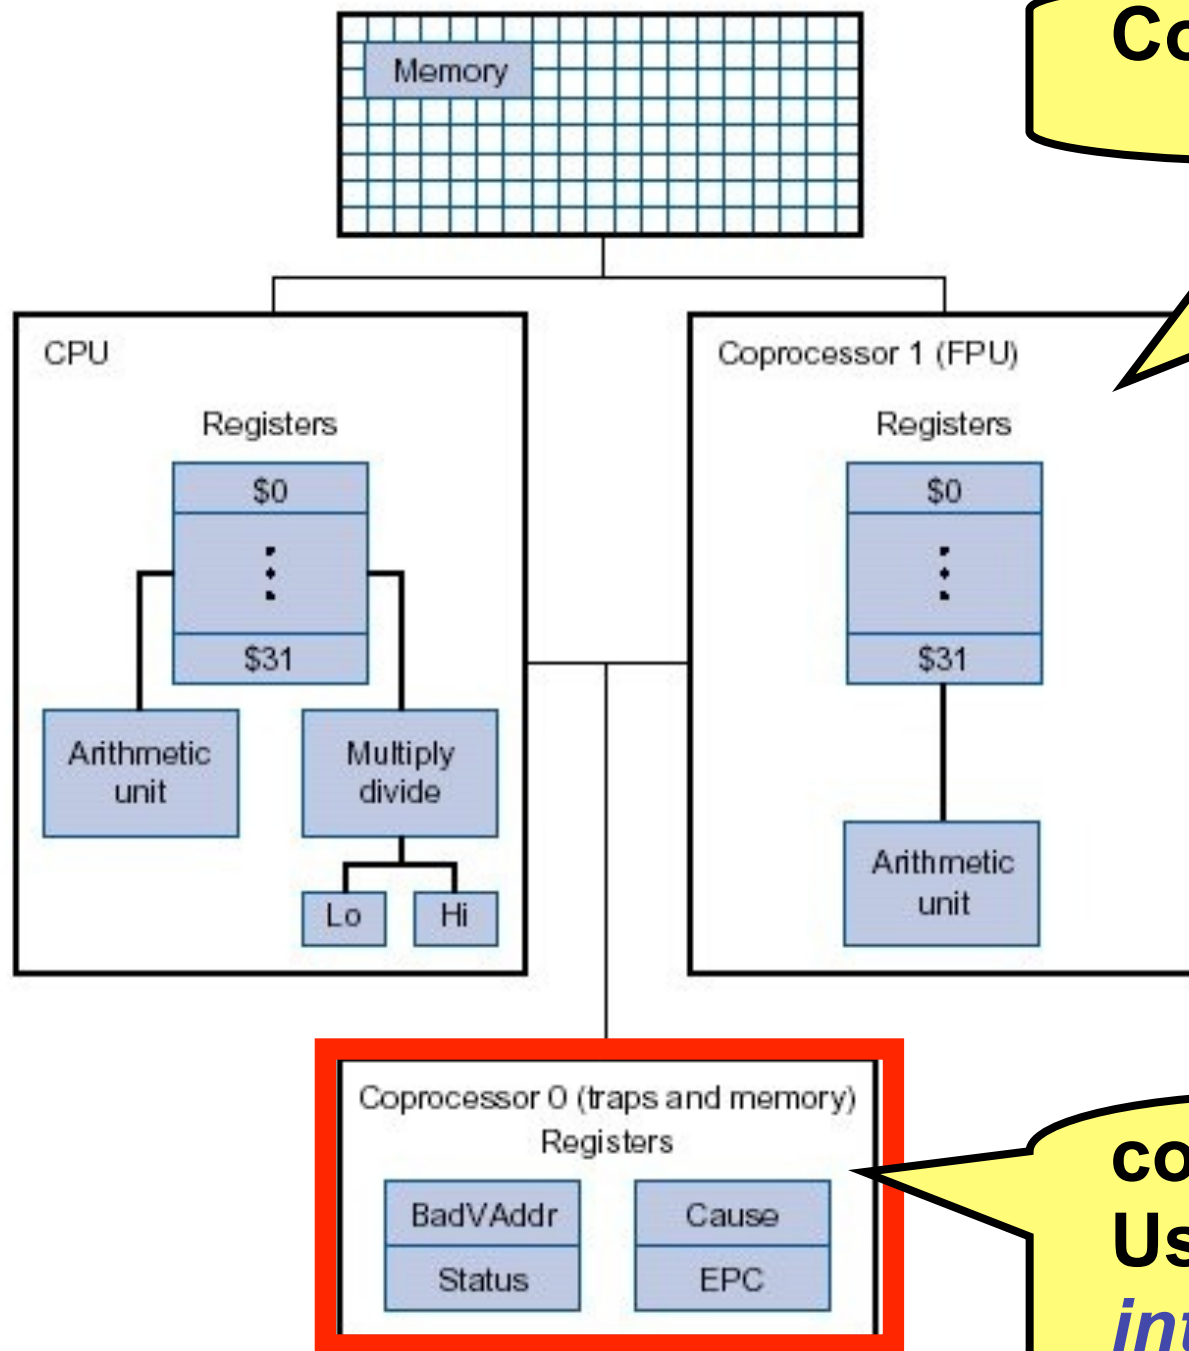 Memory
CPU
Registers
$0
$31
Arithmetic
unit
Multiply
divide
Lo
Hi
Coprocessor 1 (FPU)
Registers
$0
$31
Arithmetic
unit
Coprocessor 0 (traps and memory)
Registers
BadVAddr
Status
Cause
EPC